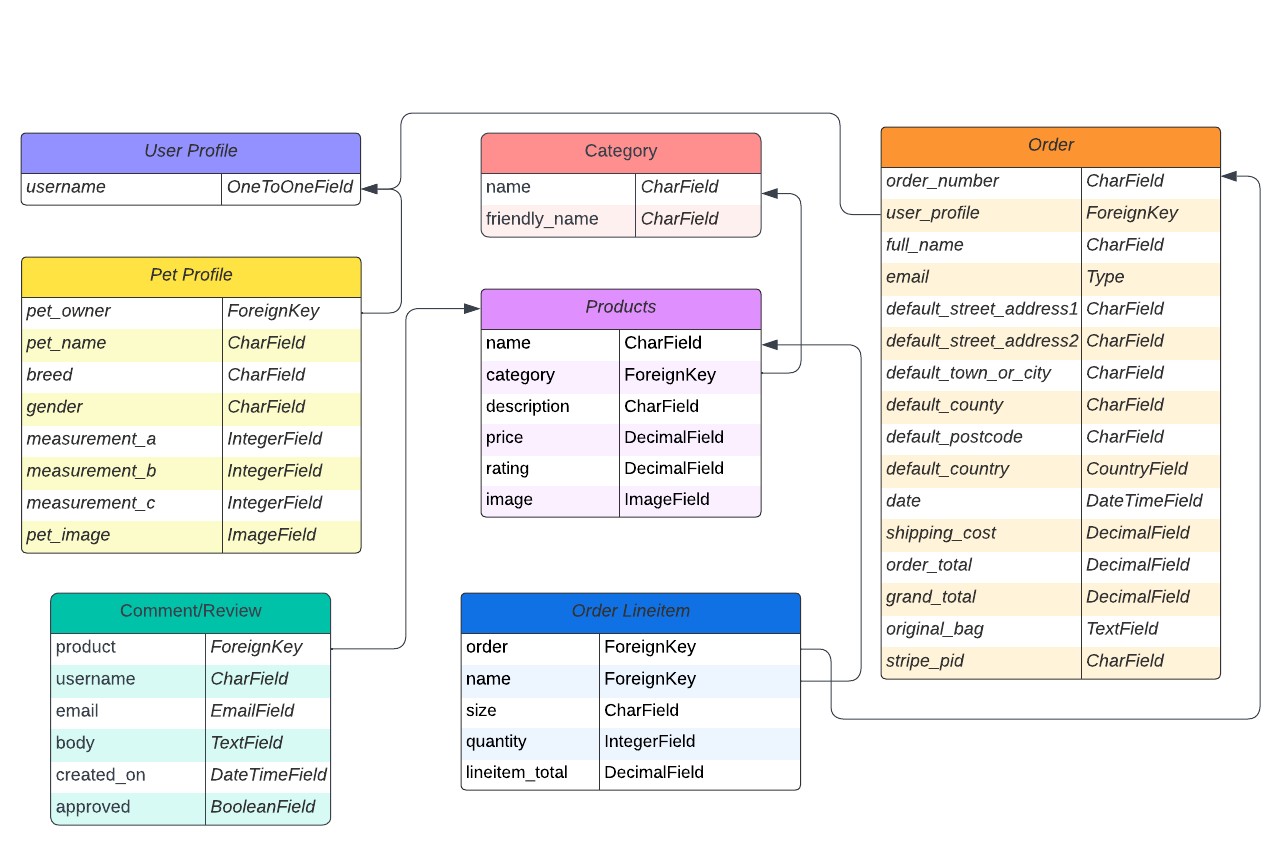 User Profile
username OneToOneField
Pet Profile
pet_owner ForeignKey
pet_name CharField
breed CharField
gender CharField
measurement_a IntegerField
measurement_b IntegerField
measurement_c IntegerField
pet_image ImageField
Comment/Review
product ForeignKey
username CharField
email EmailField
body TextField
created_on DateTimeField
approved BooleanField
Category
name CharField
friendly_name CharField
Products
name CharField
category ForeignKey
description CharField
price DecimalField
rating DecimalField
image ImageField
Order Lineitem
order ForeignKey
name ForeignKey
size CharField
quantity IntegerField
lineitem_total DecimalField
Order
order_number CharField
user_profile ForeignKey
full_name CharField
email Type
default_street_address1 CharField
default_street_address2 CharField
default_town_or_city CharField
default_county CharField
default_postcode CharField
default_country CountryField
date DateTimeField
shipping_cost DecimalField
order_total DecimalField
grand_total DecimalField
original_bag TextField
stripe_pid CharField